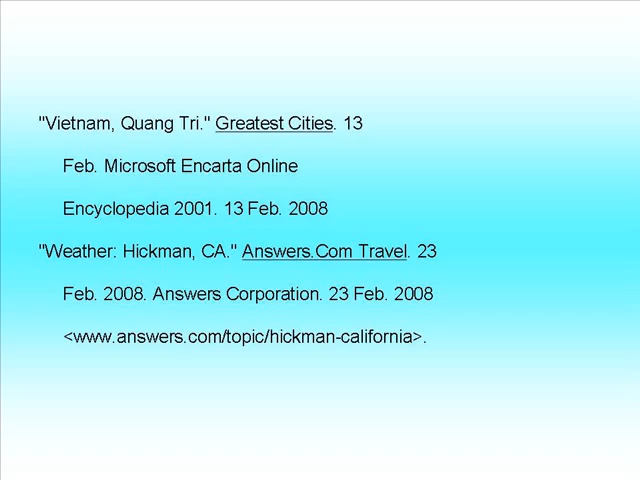 "Vietnam, Quang Tri." Greatest Cities. 13
Feb. Microsoft Encarta Online
Encyclopedia 2001. 13 Feb. 2008
"Weather: Hickman, CA." Answers.Com Travel. 23
Feb. 2008. Answers Corporation. 23 Feb. 2008
<www.answers.com/topic/hickman-california>.